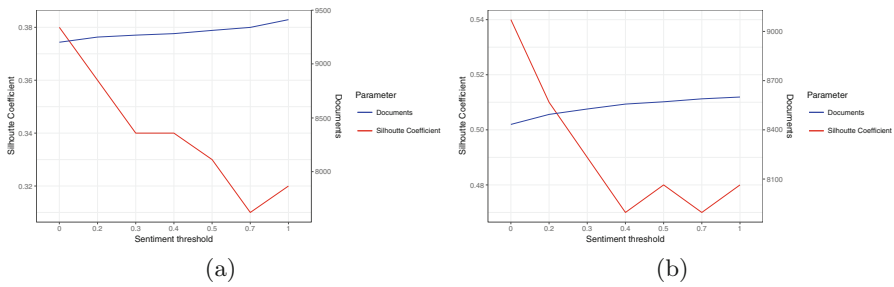 0.38
0.36
0.34
0.32
Silhoutte Coefficient
9500
9000
8500
8000
Documents
0 0.2 0.3 0.4 0.5 0.7 1
Sentiment threshold
Parameter
Documents
Silhoutte Coefficient
(a)
0.54
0.52
0.50
0.48
Silhoutte Coefficient
9000
8700
8400
8100
Documents
0 0.2 0.3 0.4 0.5 0.7 1
Sentiment threshold
Parameter
Documents
Silhoutte Coefficient
(b)